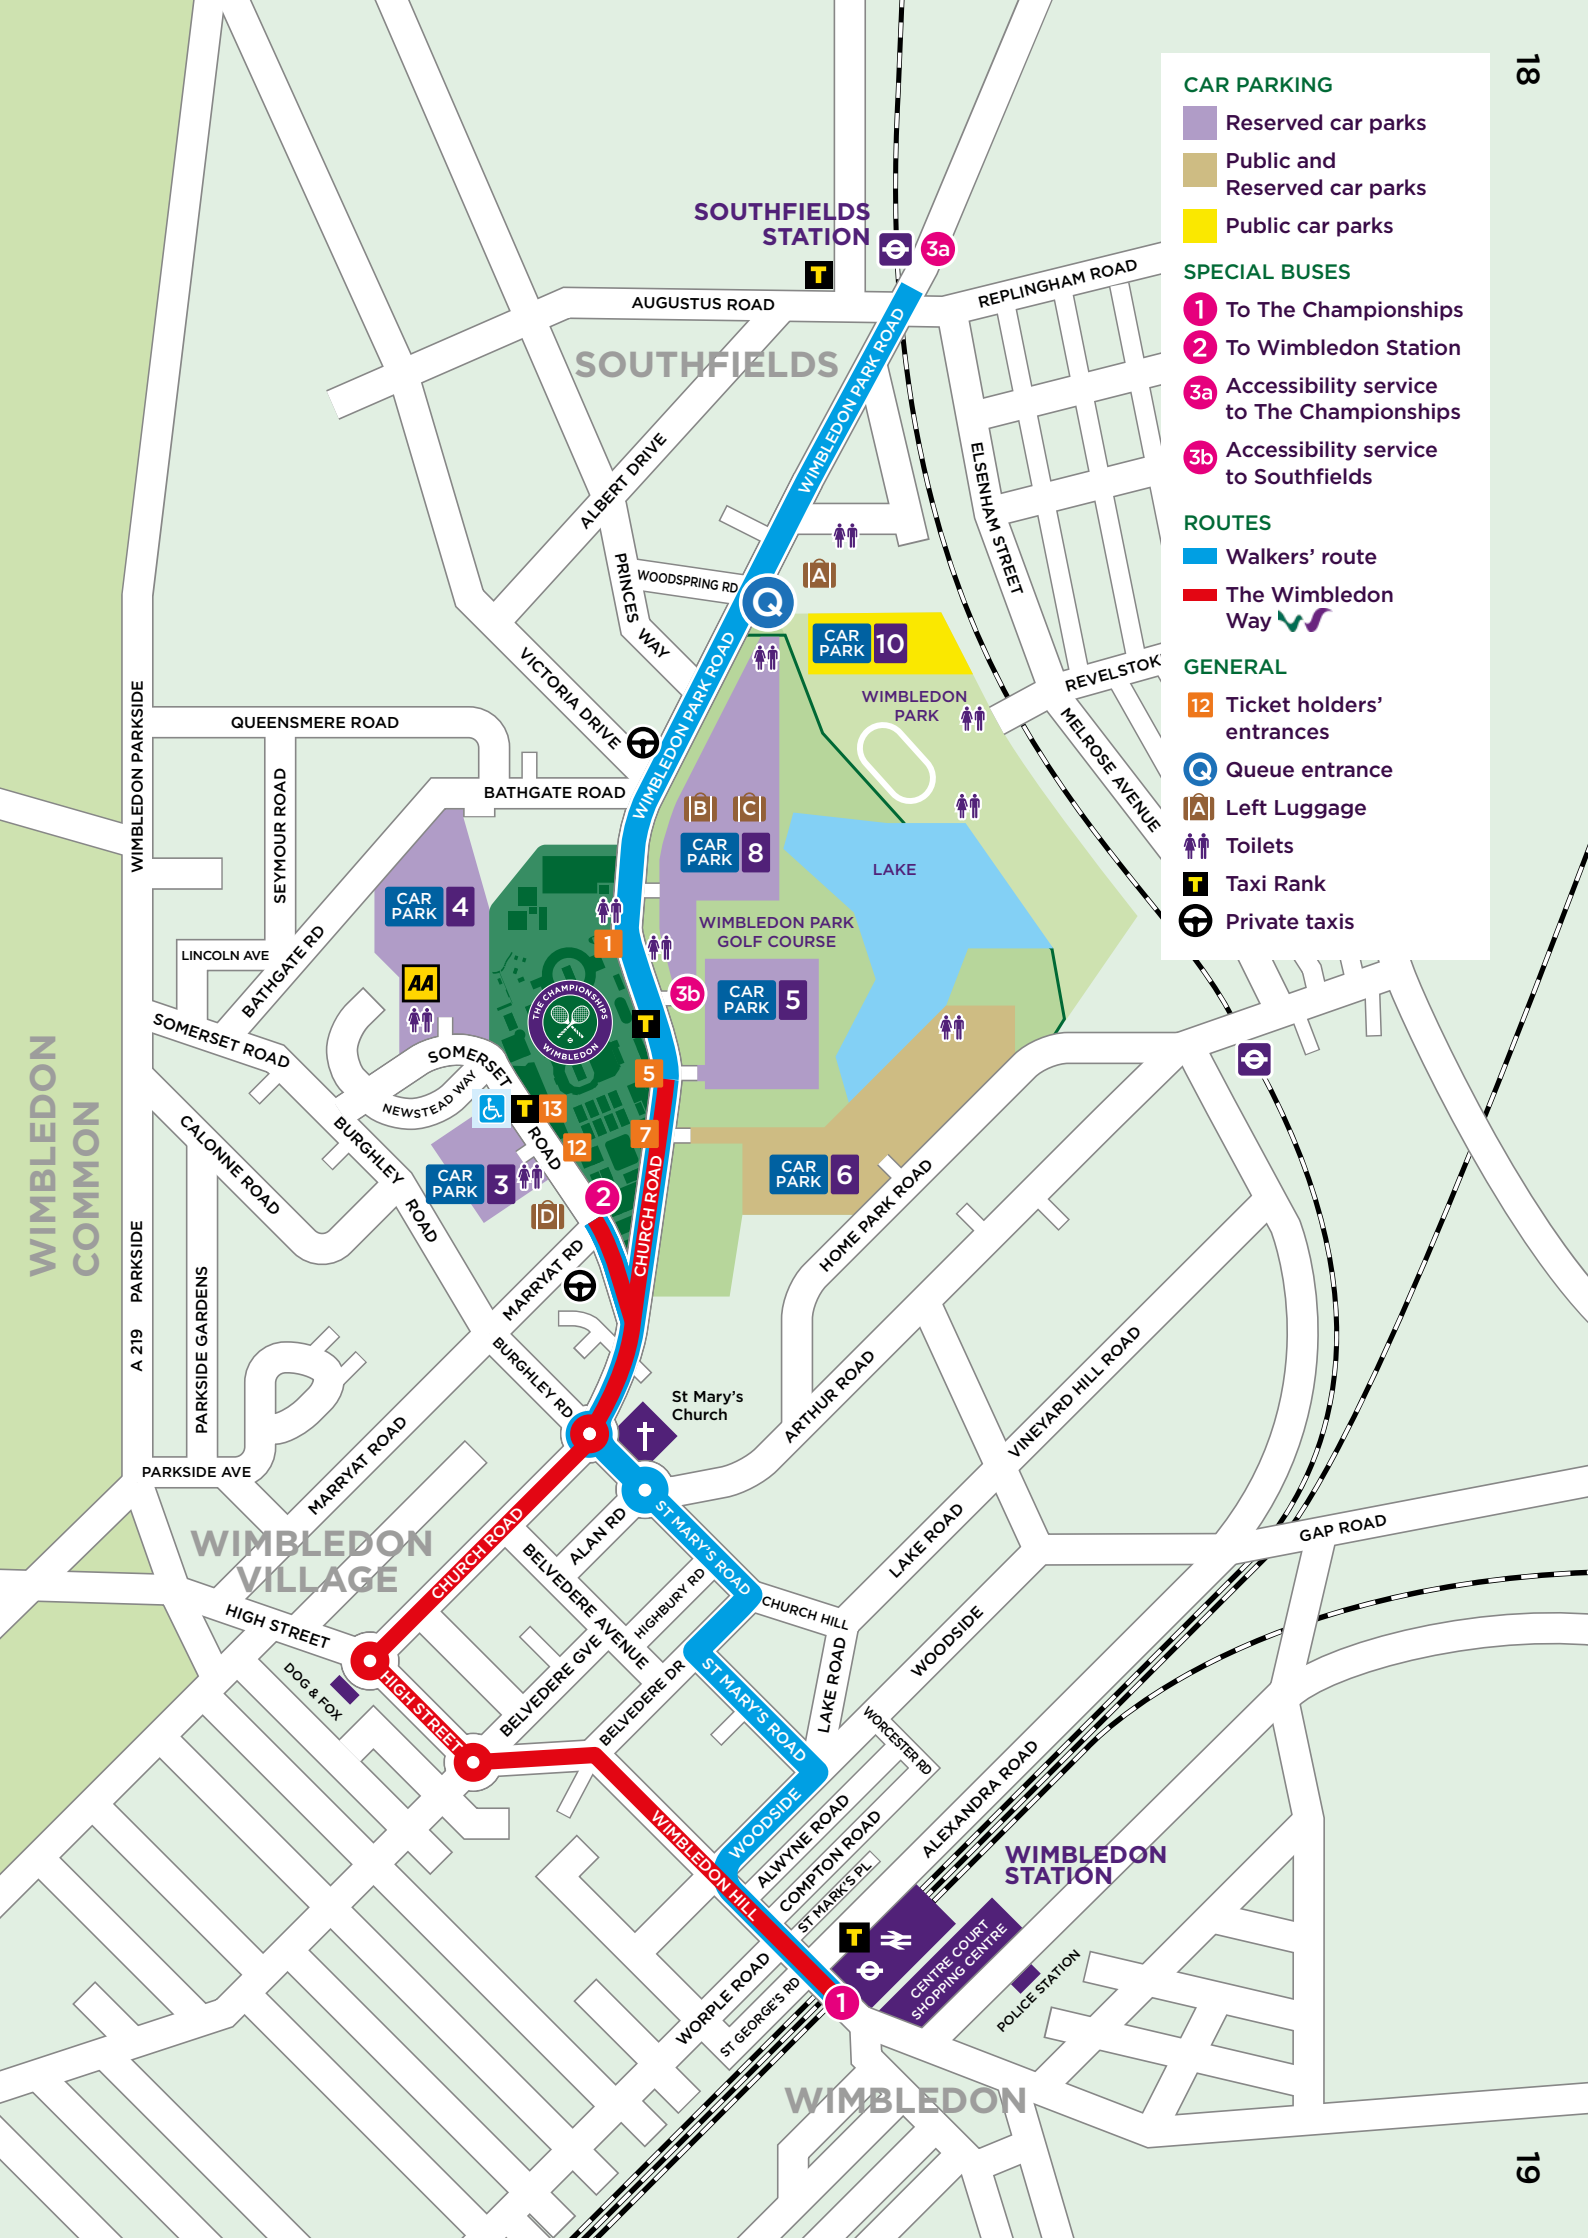 18
CAR PARKING
Reserved car parks
Public and
Reserved car parks
Public car parks
SPECIAL BUSES
1 To The Championships
2 To Wimbledon Station
3a Accessibility service
to The Championships
3b Accessibility service
to Southfields
ROUTES
Walkers' route
The Wimbledon
Way
GENERAL
12 Ticket holders'
entrances
Q Queue entrance
A Left Luggage
Toilets
T Taxi Rank
Private taxis
SOUTHFIELDS
STATION
3a
T
AUGUSTUS ROAD
REPLINGHAM ROAD
SOUTHFIELDS
WIMBLEDON PARK ROAD
ALBERT DRIVE
ELSENHAM STREET
PRINCES WAY
WOODSPRING RD
A
Q
CAR
PARK 10
VICTORIA DRIVE
WIMBLEDON PARK ROAD
WIMBLEDON
PARK
REVELSTOK
MELROSE AVENUE
WIMBLEDON PARKSIDE
QUEENSMERE ROAD
SEYMOUR ROAD
BATHGATE ROAD
B
C
CAR
PARK 8
LAKE
CAR
PARK 4
WIMBLEDON PARK
GOLF COURSE
1
LINCOLN AVE
BATHGATE RD
AA
3b
CAR
PARK 5
THE CHAMPIONSHIPS
WIMBLEDON
T
SOMERSET ROAD
SOMERSET
ROAD
NEWSTEAD WAY
5
T
13
12
7
WIMBLEDON
COMMON
CALONNE ROAD
BURGHLEY
ROAD
CAR
PARK 3
D
2
CAR
PARK 6
HOME PARK ROAD
CHURCH ROAD
MARRYAT RD
A 219 PARKSIDE
PARKSIDE GARDENS
BURGHLEY RD
St Mary's
Church
ARTHUR ROAD
VINEYARD HILL ROAD
PARKSIDE AVE
MARRYAT ROAD
WIMBLEDON
VILLAGE
CHURCH ROAD
ALAN RD
ST MARY'S ROAD
LAKE ROAD
GAP ROAD
BELVEDERE AVENUE
HIGHBURY RD
CHURCH HILL
HIGH STREET
DOG & FOX
HIGH STREET
BELVEDERE GVE
BELVEDERE DR
ST MARY'S ROAD
LAKE ROAD
WOODSIDE
WORCESTER RD
WOODSIDE
WIMBLEDON HILL
ALWYNE ROAD
COMPTON ROAD
ST MARK'S PL
ALEXANDRA ROAD
WIMBLEDON
STATION
T
CENTRE COURT
SHOPPING CENTRE
POLICE STATION
WORPLE ROAD
ST GEORGE'S RD
1
WIMBLEDON
19